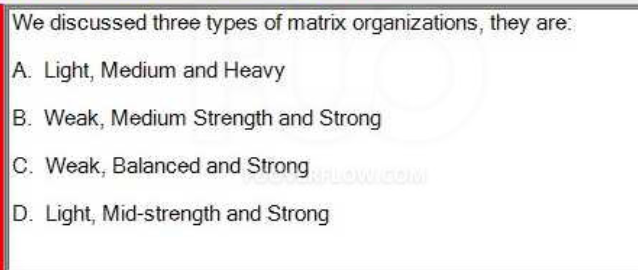 We discussed three types of matrix organizations, they are:
A. Light, Medium and Heavy
B. Weak, Medium Strength and Strong
C. Weak, Balanced and Strong
D. Light, Mid-strength and Strong